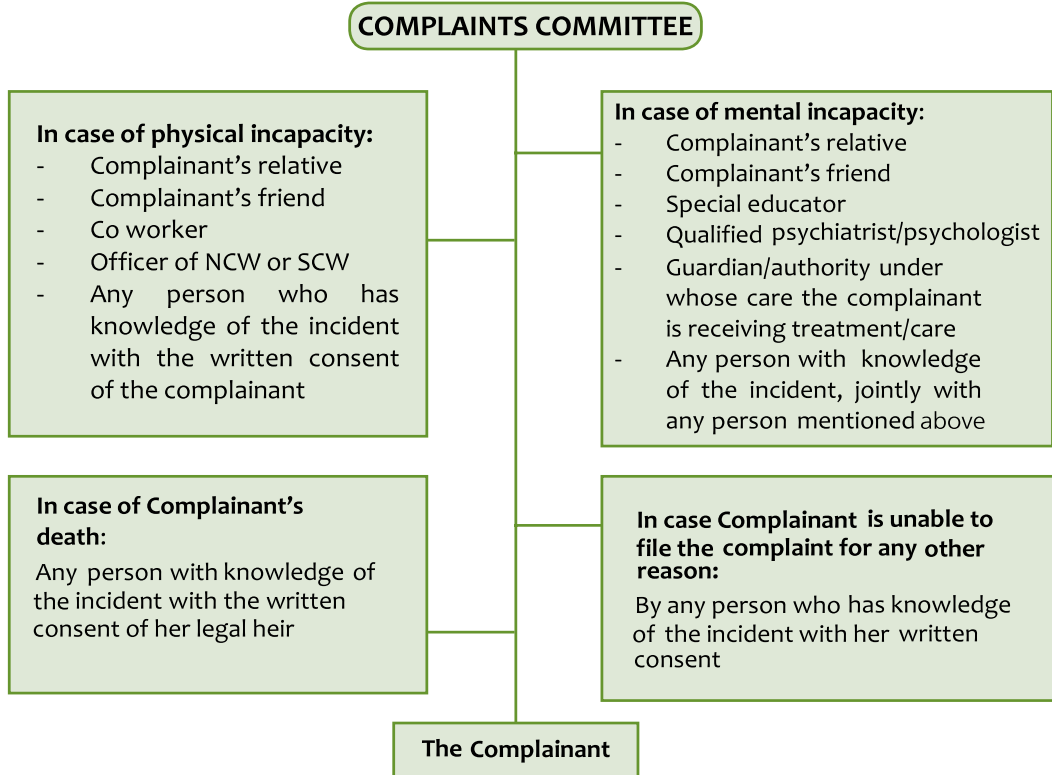 COMPLAINTS COMMITTEE
In case of physical incapacity:
- Complainant's relative
- Complainant's friend
- Co worker
- Officer of NCW or SCW
- Any person who has
knowledge of the incident
with the written consent
of the complainant
In case of mental incapacity:
- Complainant's relative
- Complainant's friend
- Special educator
- Qualified psychiatrist/psychologist
- Guardian/authority under
whose care the complainant
is receiving treatment/care
- Any person with knowledge
of the incident, jointly with
any person mentioned above
In case of Complainant's
death:
Any person with knowledge of
the incident with the written
consent of her legal heir
In case Complainant is unable to
file the complaint for any other
reason:
By any person who has knowledge
of the incident with her written
consent
The Complainant